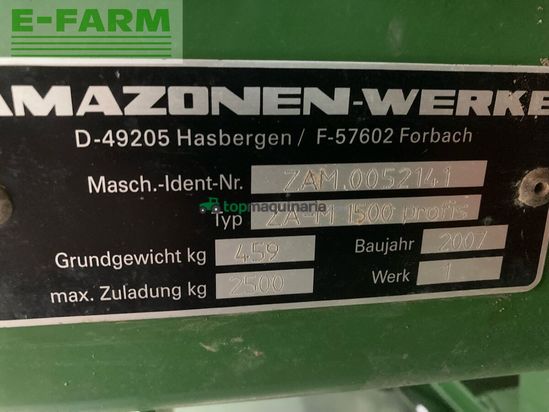 E-FARM
AMAZONEN-WERKE
D-49205 Hasbergen / F-57602 Forbach
Masch.-Ident-Nr. ZAM.0052141
topmaquinaria
Typ ZA-M 1500 profis
Grundgewicht kg 459 Baujahr 2007
max. Zuladung kg 2500 Werk 1